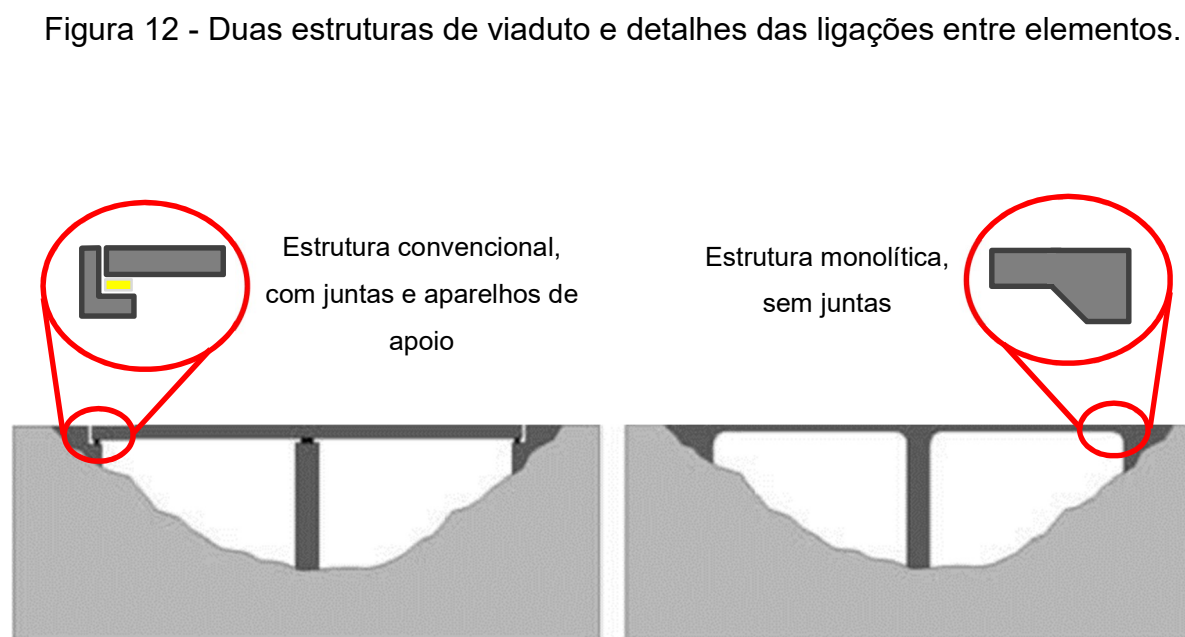 Figura 12 - Duas estruturas de viaduto e detalhes das ligações entre elementos.
Estrutura convencional,
com juntas e aparelhos de
apoio
Estrutura monolítica,
sem juntas